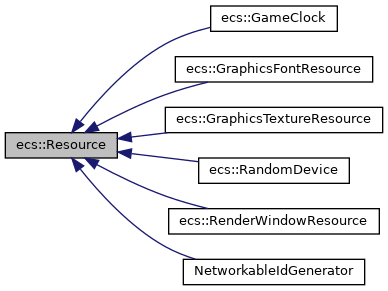 ecs::GameClock
ecs::GraphicsFontResource
ecs::GraphicsTextureResource
ecs::Resource
ecs::RandomDevice
ecs::RenderWindowResource
NetworkableIdGenerator